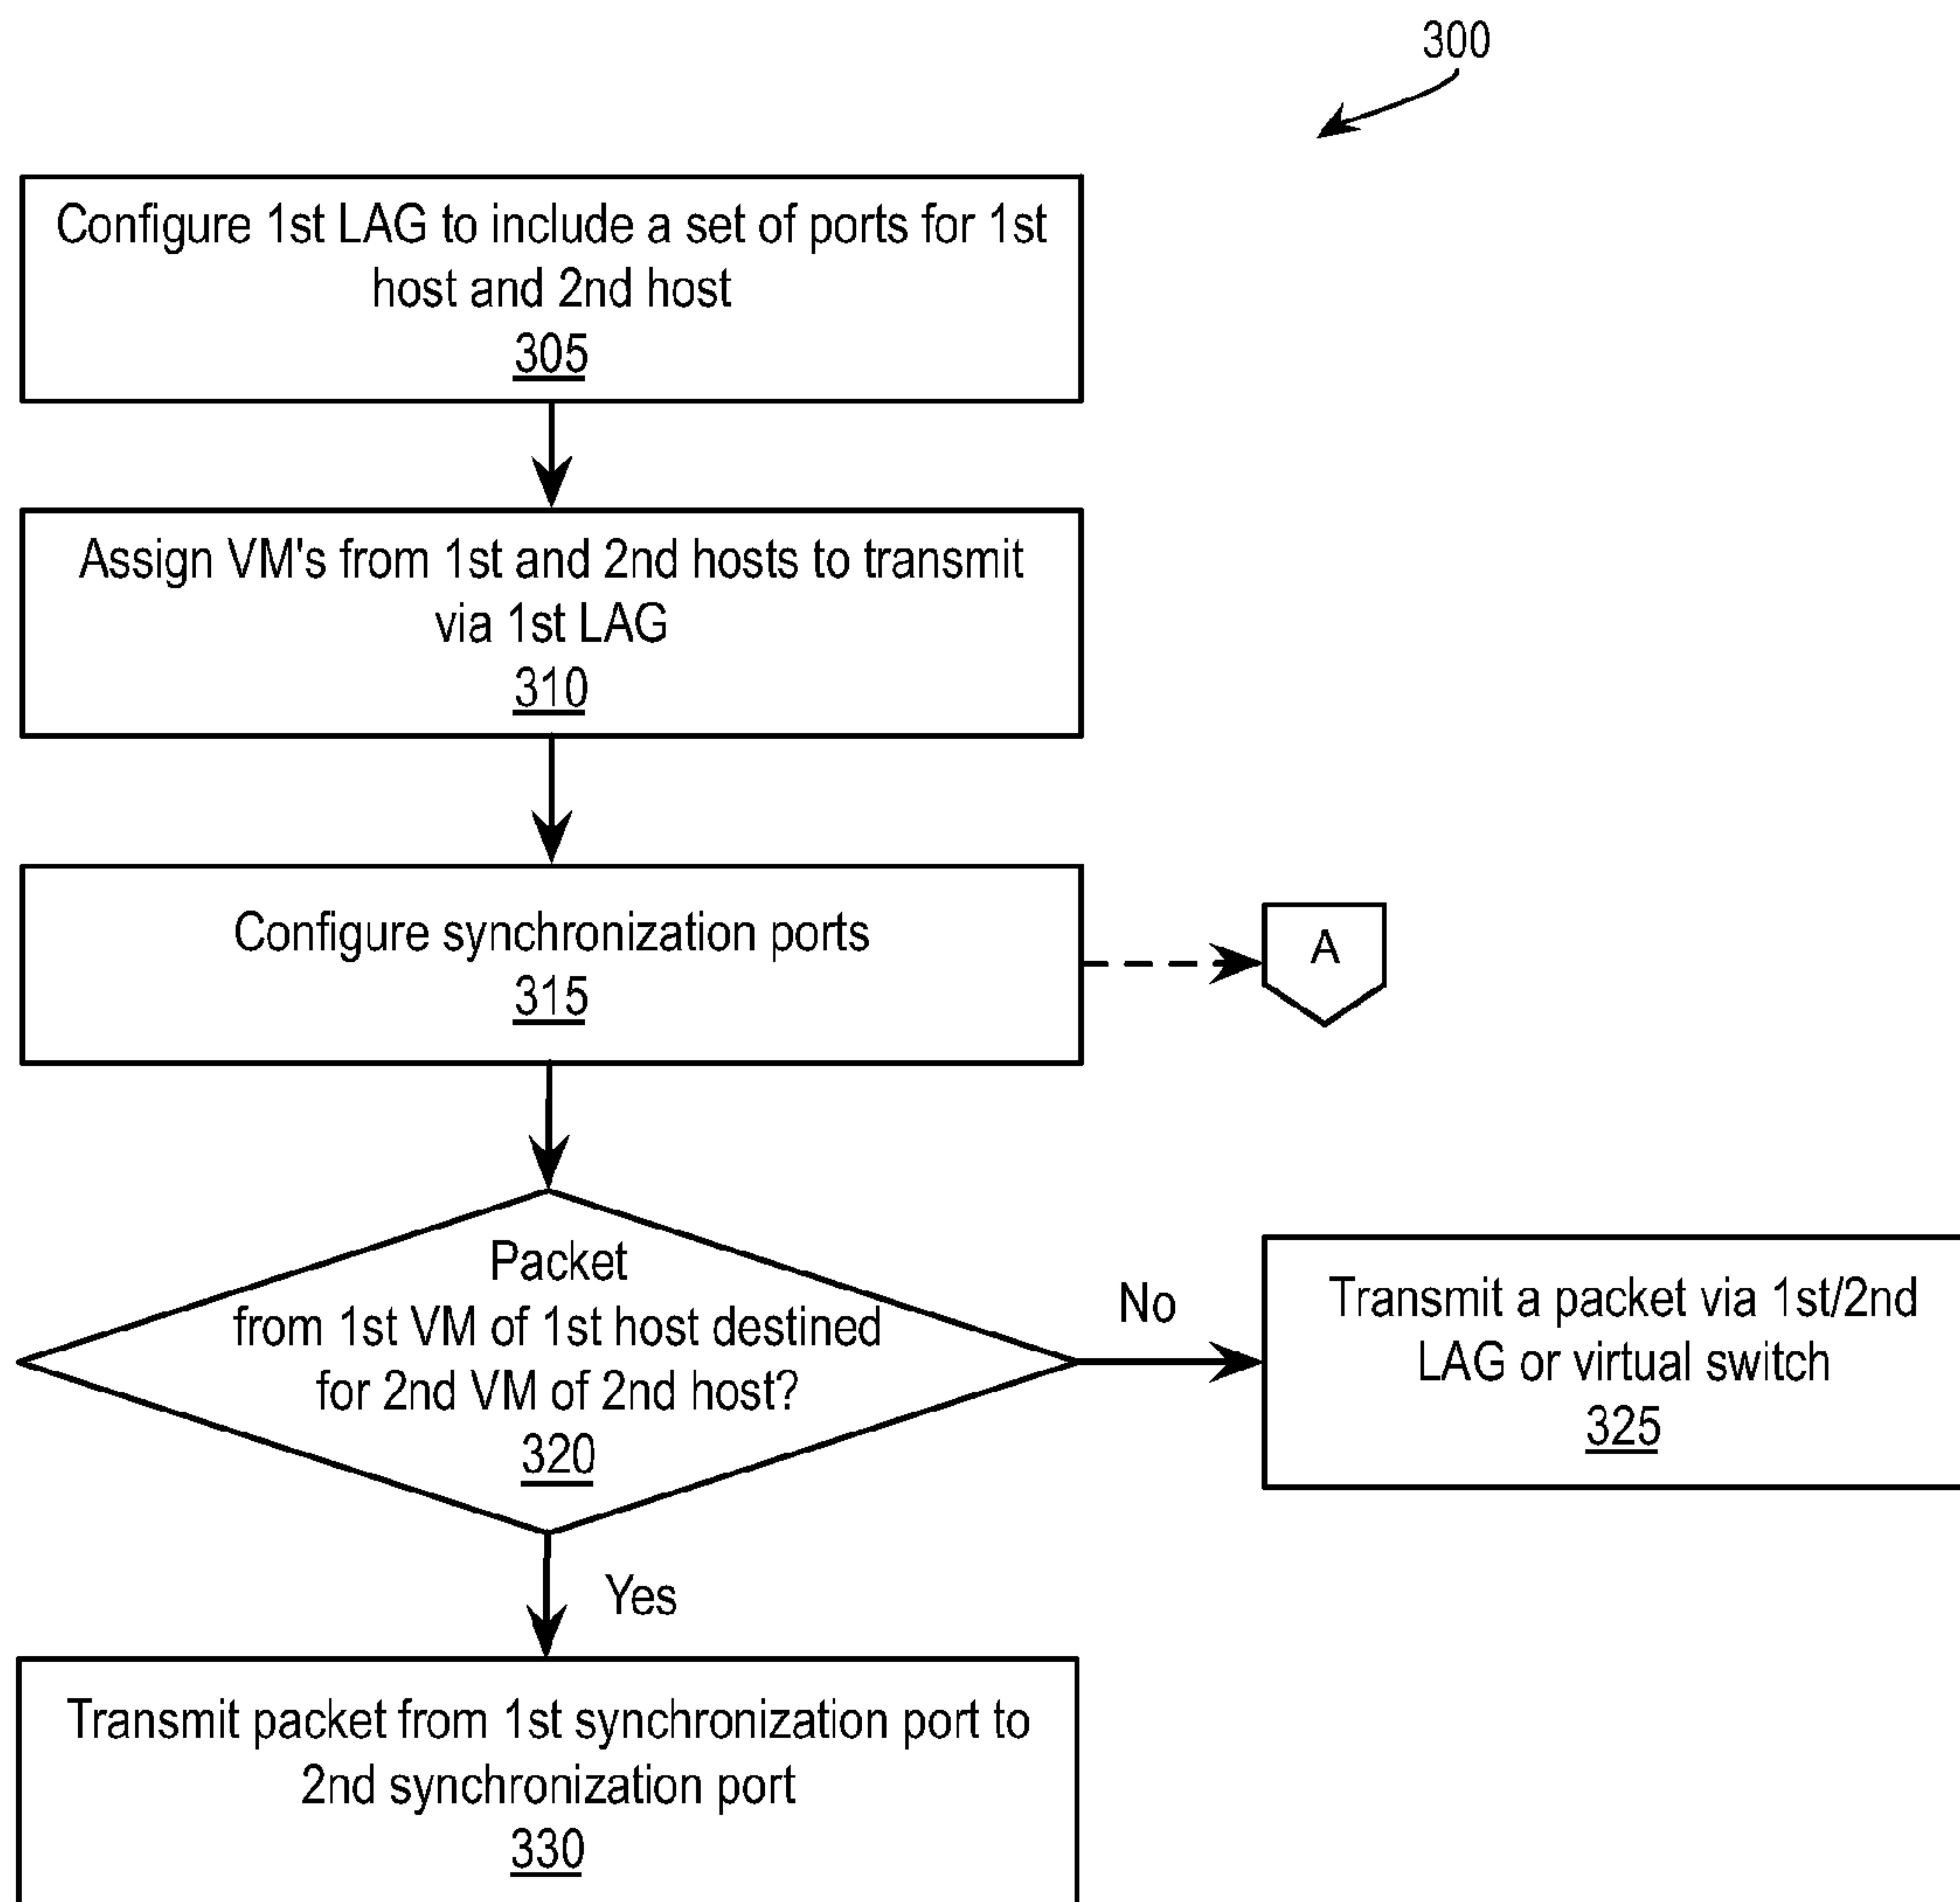 300
Configure 1st LAG to include a set of ports for 1st
host and 2nd host
305
Assign VM's from 1st and 2nd hosts to transmit
via 1st LAG
310
Configure synchronization ports
315
A
Packet
from 1st VM of 1st host destined
for 2nd VM of 2nd host?
320
No
Transmit a packet via 1st/2nd
LAG or virtual switch
325
Yes
Transmit packet from 1st synchronization port to
2nd synchronization port
330